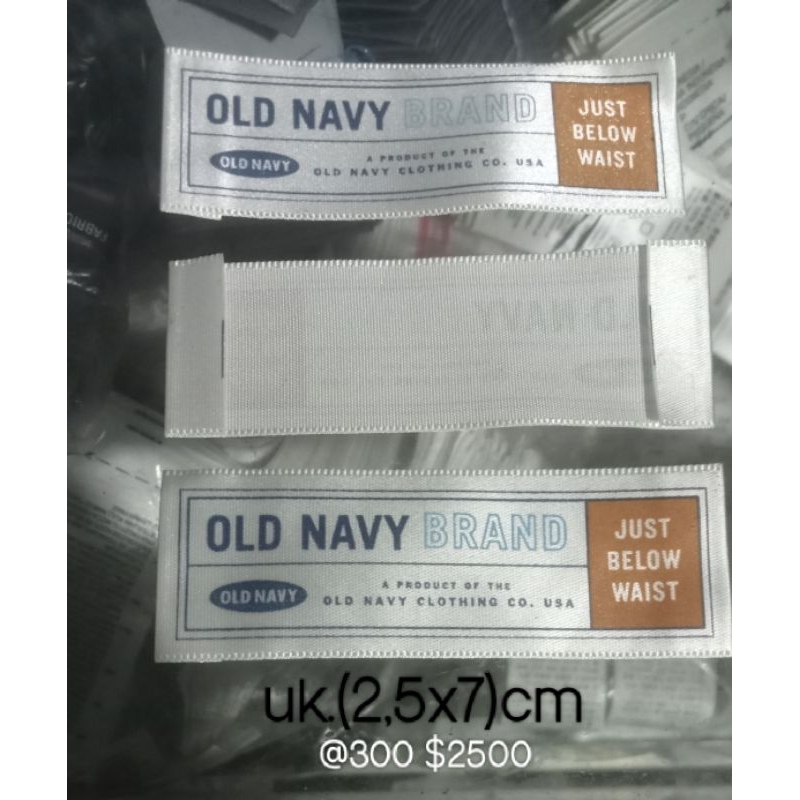 OLD NAVY BRAND
JUST
BELOW
WAIST
OLD NAVY
A PRODUCT OF THE
OLD NAVY CLOTHING CO. USA
OLD NAVY BRAND
JUST
BELOW
WAIST
OLD NAVY
A PRODUCT OF THE
OLD NAVY CLOTHING CO. USA
uk.(2,5x7)cm
@300 $2500